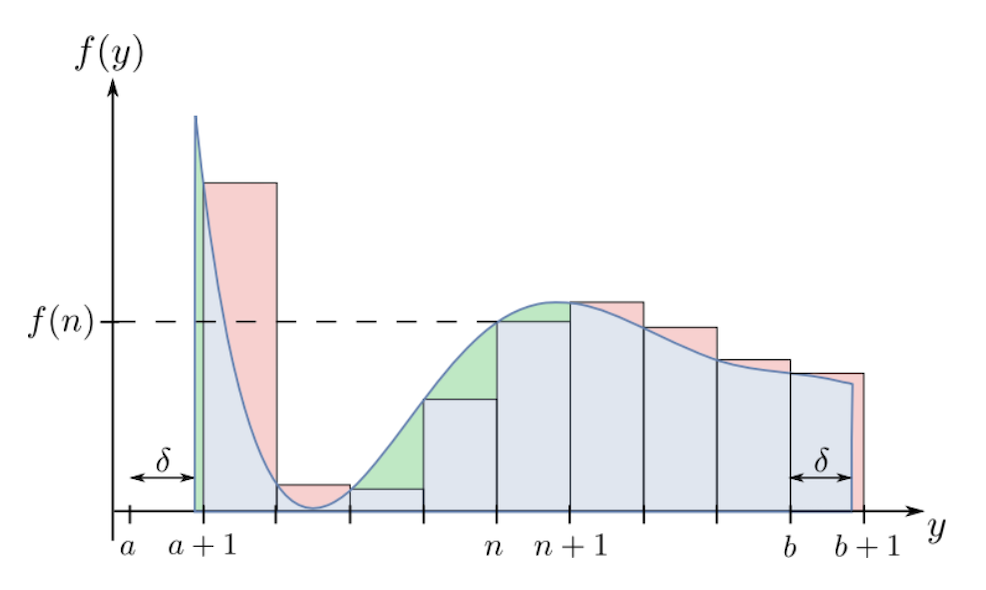 f(y)
f(n)
δ
δ
a
a + 1
n
n + 1
b
b + 1
y